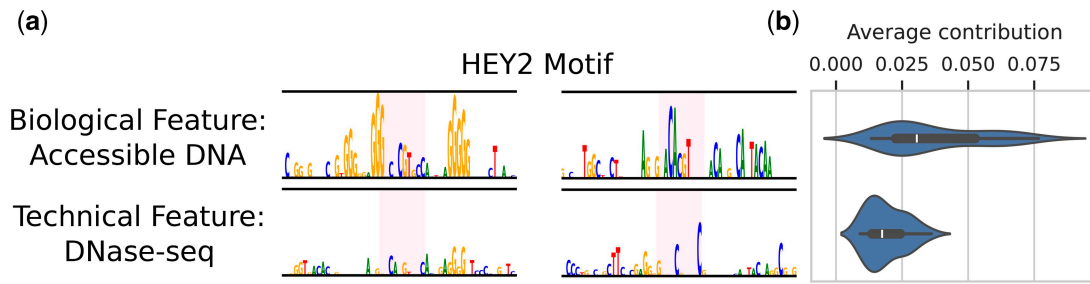 (a)
(b)
Average contribution
HEY2 Motif
0.000 0.025 0.050 0.075
Biological Feature:
Accessible DNA
Technical Feature:
DNase-seq